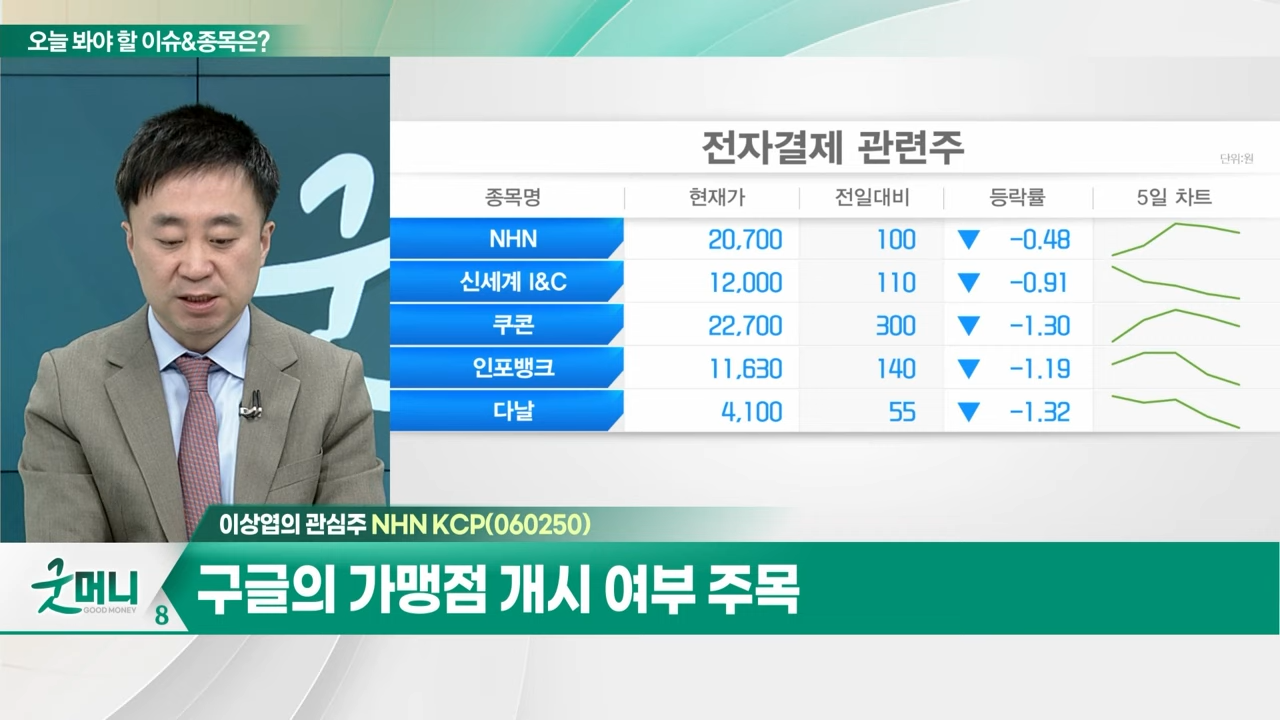 오늘 봐야 할 이슈&종목은?
전자결제 관련주
단위:원
종목명 현재가 전일대비 등락률 5일 차트
NHN 20,700 100 ▼ -0.48
신세계 I&C 12,000 110 ▼ -0.91
쿠콘 22,700 300 ▼ -1.30
인포뱅크 11,630 140 ▼ -1.19
다날 4,100 55 ▼ -1.32
이상엽의 관심주 NHN KCP(060250)
구글의 가맹점 개시 여부 주목
굿머니
GOOD MONEY
8